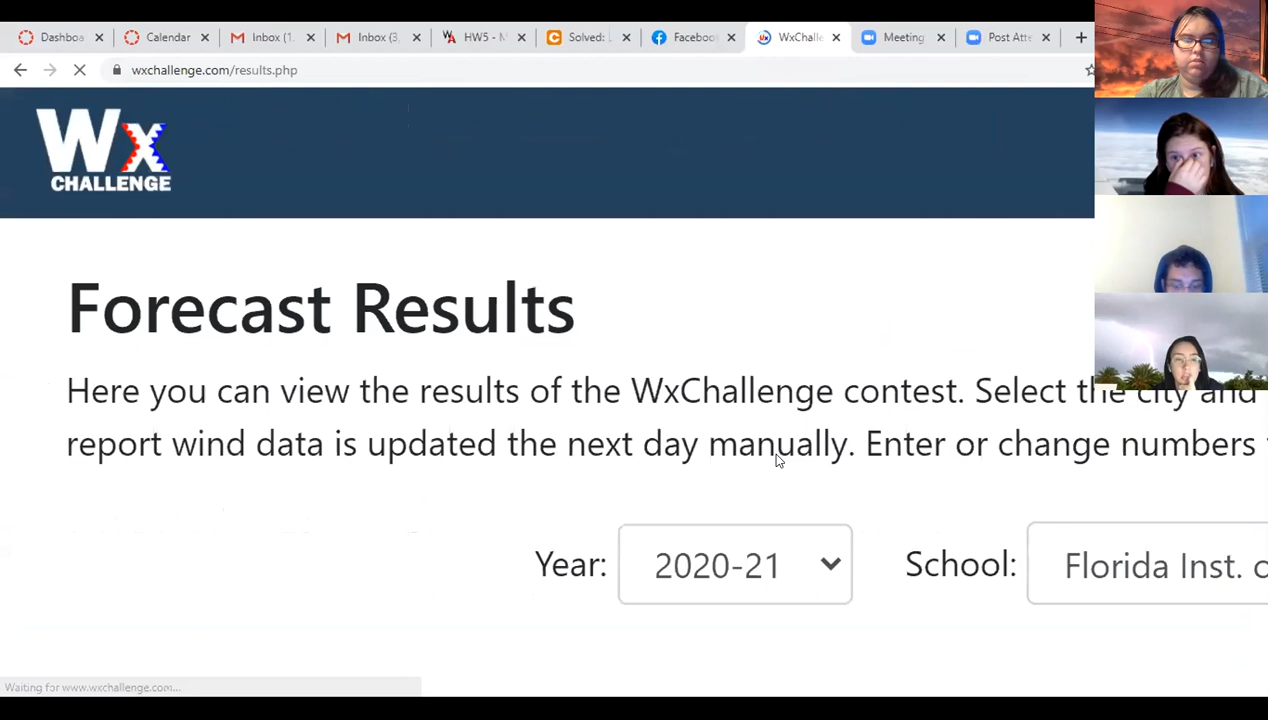 Dashboa
Calendar
Inbox (1.
Inbox (3,
HW5 - M
Solved:
Facebook
WxChalle
Meeting
Post Atte
wxchallenge.com/results.php
Wx
CHALLENGE
Forecast Results
Here you can view the results of the WxChallenge contest. Select the city and
report wind data is updated the next day manually. Enter or change numbers
Year: 2020-21 School: Florida Inst. o
Waiting for www.wxchallenge.com...